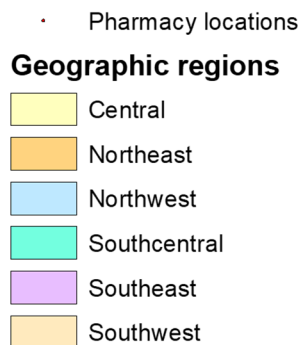 Pharmacy locations
Geographic regions
Central
Northeast
Northwest
Southcentral
Southeast
Southwest